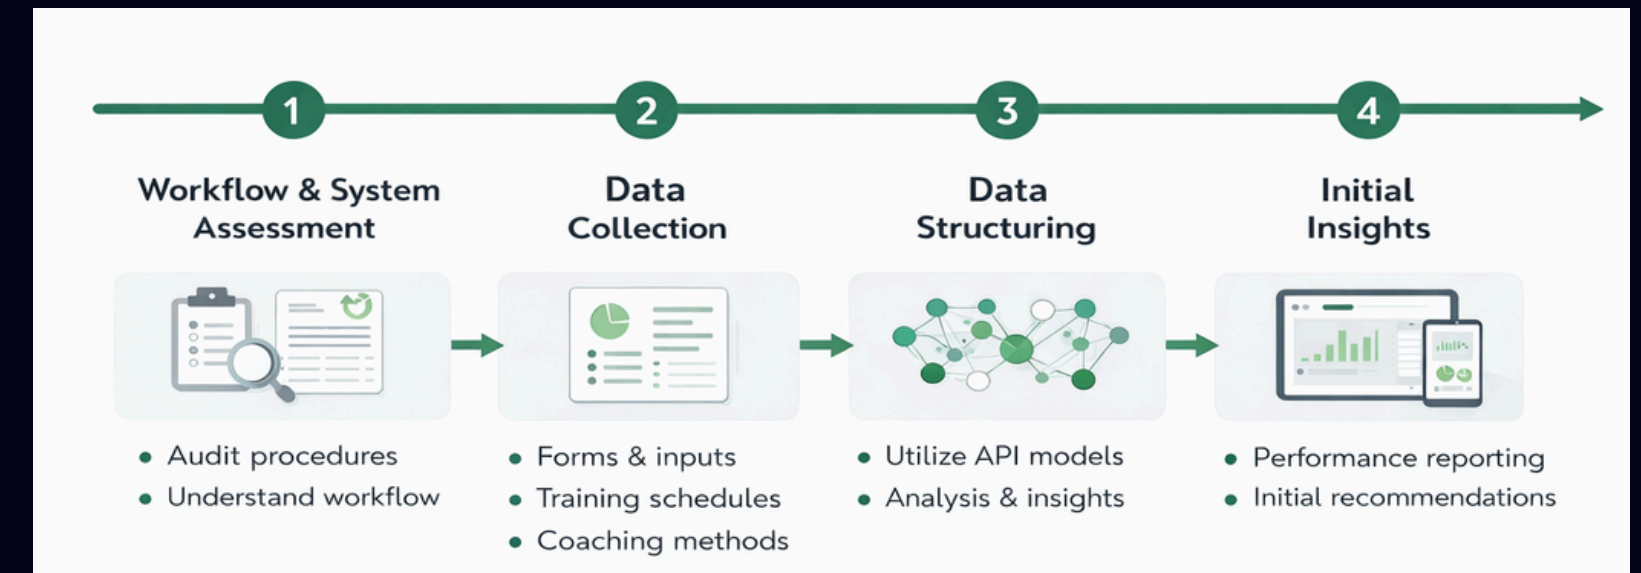 1
2
3
4
Workflow & System
Assessment
Data
Collection
Data
Structuring
Initial
Insights
Audit procedures
Understand workflow
Forms & inputs
Training schedules
Coaching methods
Utilize API models
Analysis & insights
Performance reporting
Initial recommendations